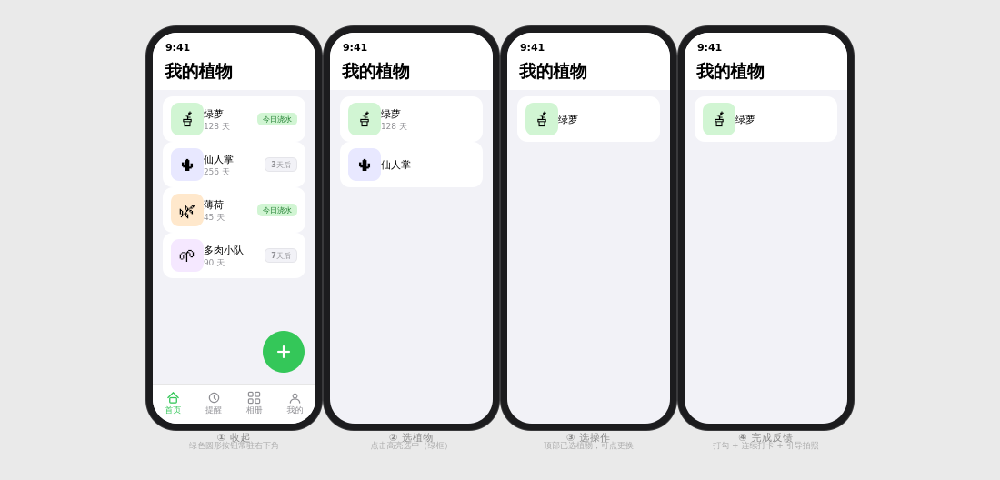 9:41
我的植物
绿萝
128 天
今日浇水
仙人掌
256 天
3天后
薄荷
45 天
今日浇水
多肉小队
90 天
7天后
首页
提醒
相册
我的
① 收起
绿色圆形按钮常驻右下角
9:41
我的植物
绿萝
128 天
仙人掌
② 选植物
点击高亮选中（绿框）
9:41
我的植物
绿萝
③ 选操作
顶部已选植物，可点更换
9:41
我的植物
绿萝
④ 完成反馈
打勾 + 连续打卡 + 引导拍照